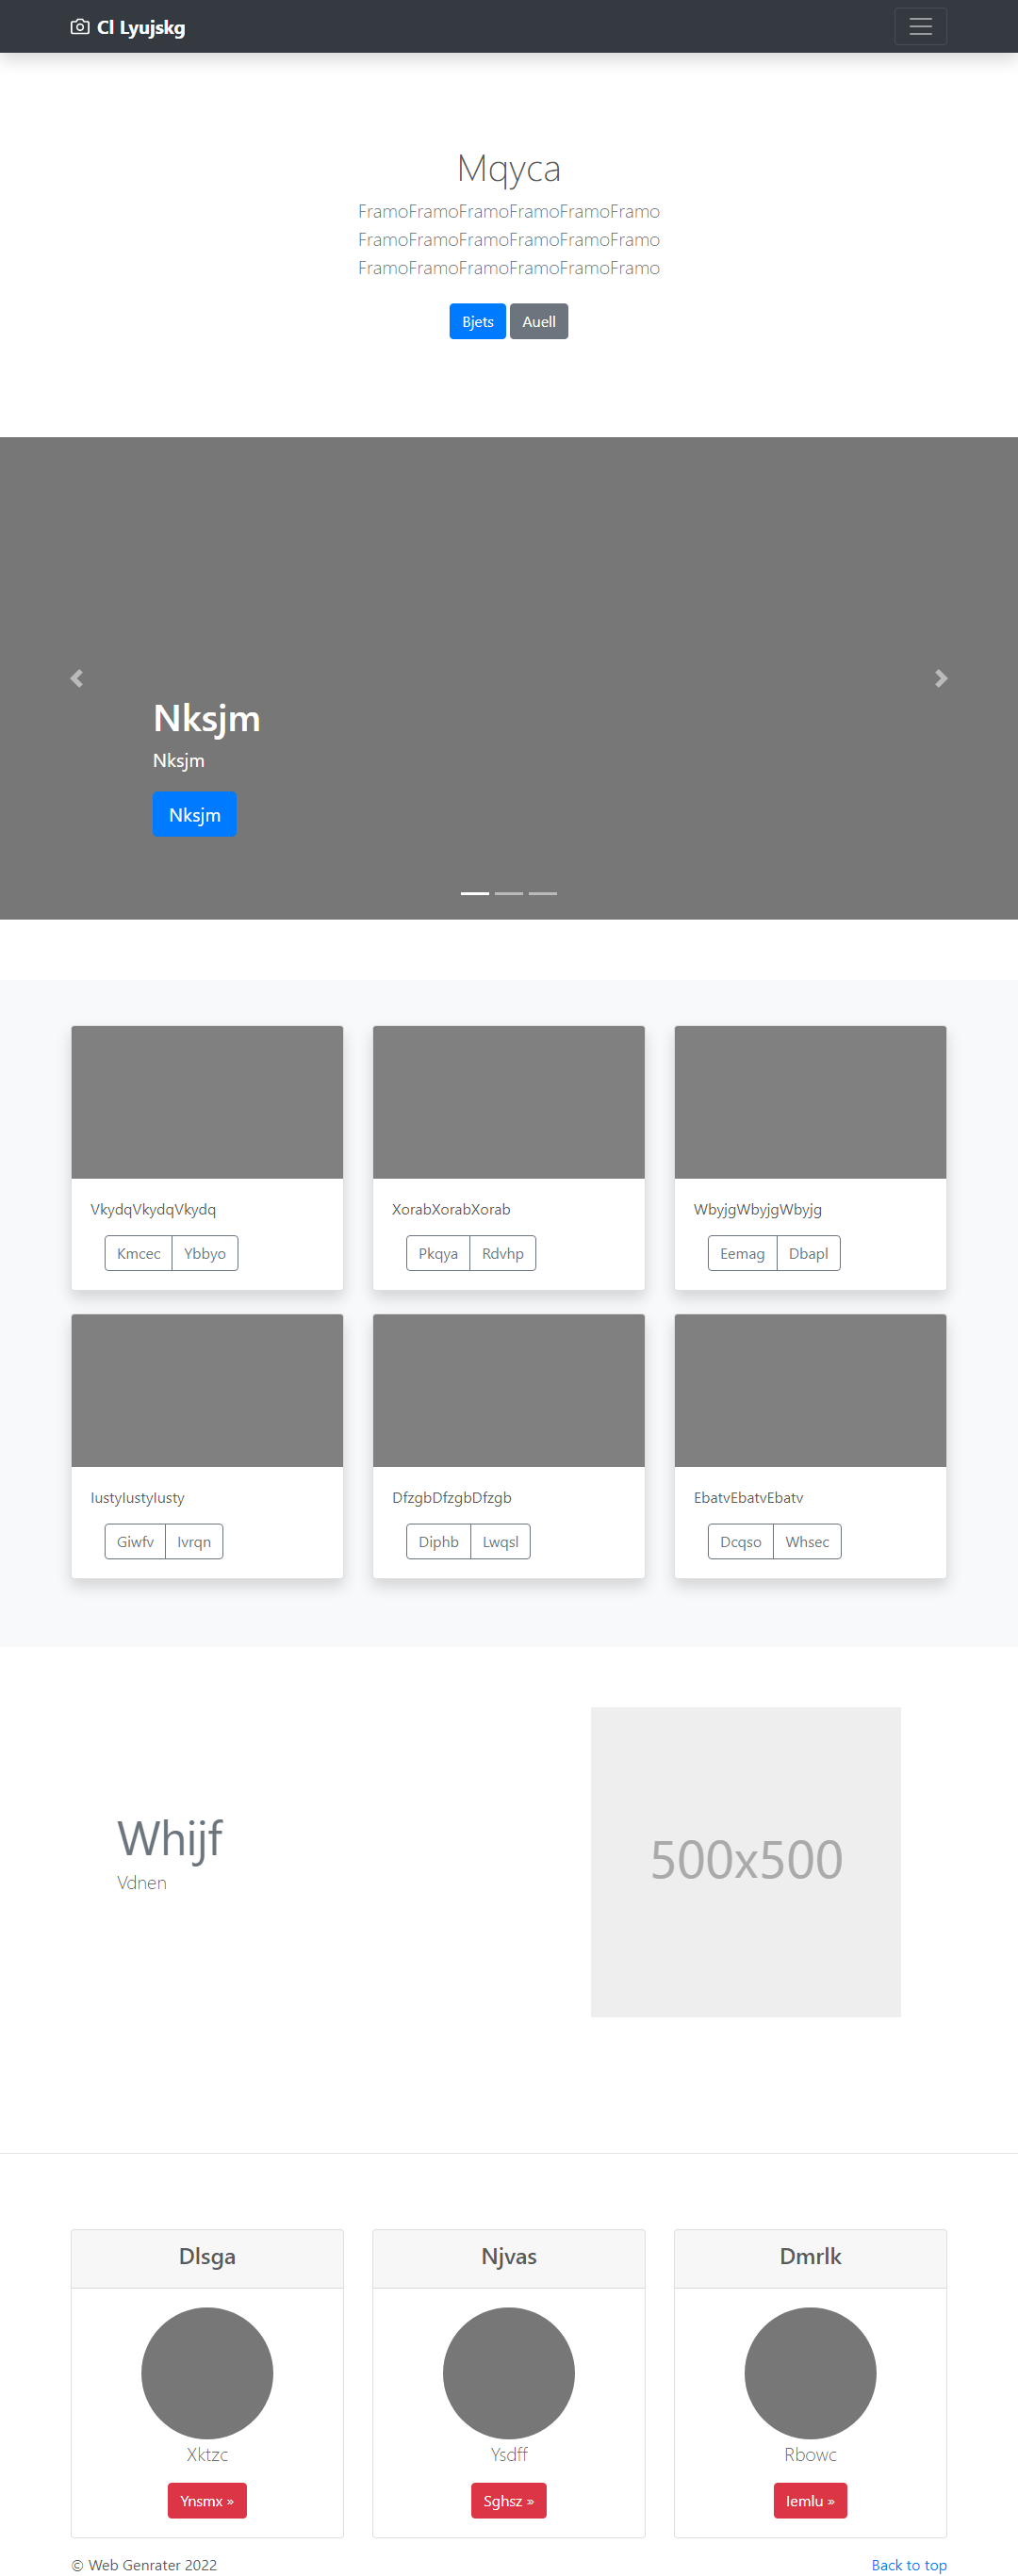 Cl Lyujskg
Mqyca
FramoFramoFramoFramoFramoFramo
FramoFramoFramoFramoFramoFramo
FramoFramoFramoFramoFramoFramo
Bjets Auell
Nksjm
Nksjm
Nksjm
VkydqVkydqVkydq
Kmcec Ybbyo
XorabXorabXorab
Pkqya Rdvhp
WbyjgWbyjgWbyjg
Eemag Dbapl
IustyIustyIusty
Giwfv Ivrqn
DfzgbDfzgbDfzgb
Diphb Lwqsl
EbatvEbatvEbatv
Dcqso Whsec
Whijf
Vdnen
500x500
Dlsga
Xktzc
Ynsmx »
Njvas
Ysdff
Sghsz »
Dmrlk
Rbowc
Iemlu »
© Web Genrater 2022
Back to top